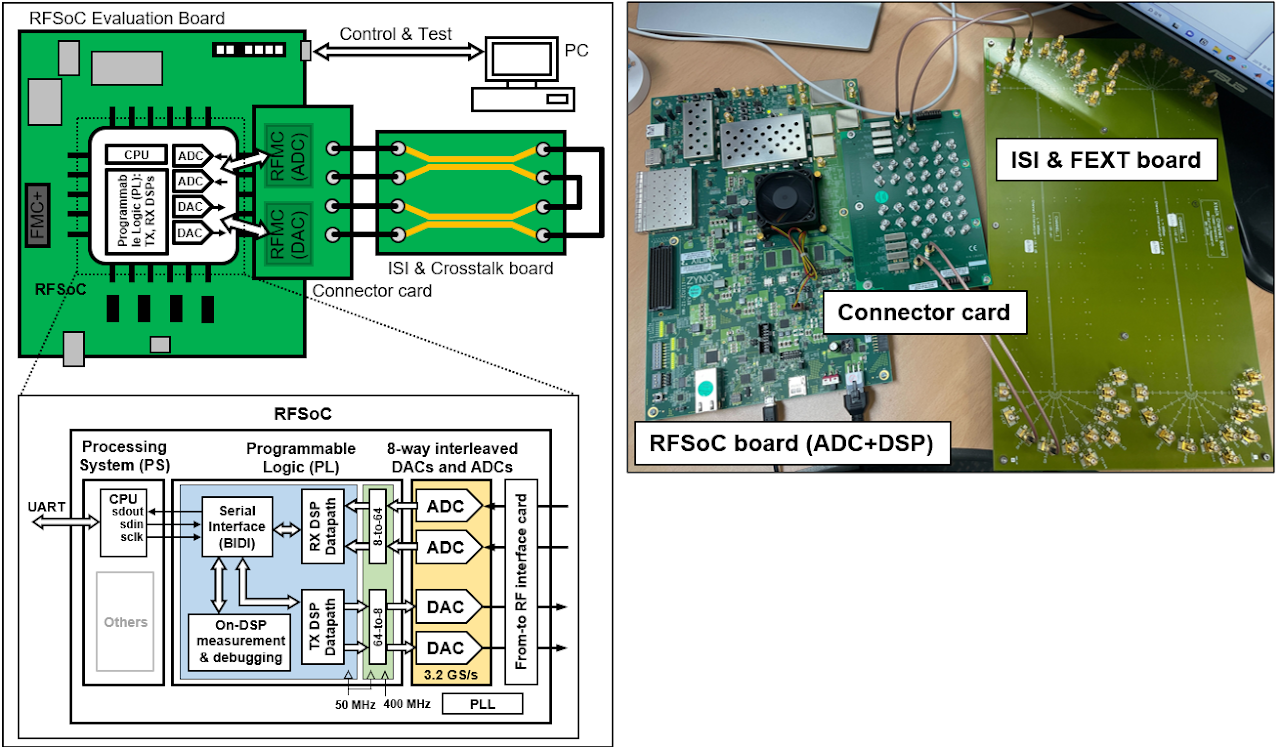 RFSoC Evaluation Board
Control & Test
PC
CPU
Programmab
le Logic (PL);
TX, RX DSPs
ADC
ADC
DAC
DAC
RFMC
(ADC)
RFMC
(DAC)
FMC+
RFSoC
ISI & Crosstalk board
Connector card
RFSoC
Processing
System (PS)
Programmable
Logic (PL)
8-way interleaved
DACs and ADCs
UART
CPU
sdout
sdin
sclk
Others
Serial
Interface
(BIDI)
RX DSP
Datapath
8-to-64
ADC
ADC
On-DSP
measurement
& debugging
TX DSP
Datapath
64-to-8
DAC
DAC
3.2 GS/s
From-to RF interface card
50 MHz
400 MHz
PLL
ASUS
ISI & FEXT board
ZYNQ
Connector card
RFSoC board (ADC+DSP)